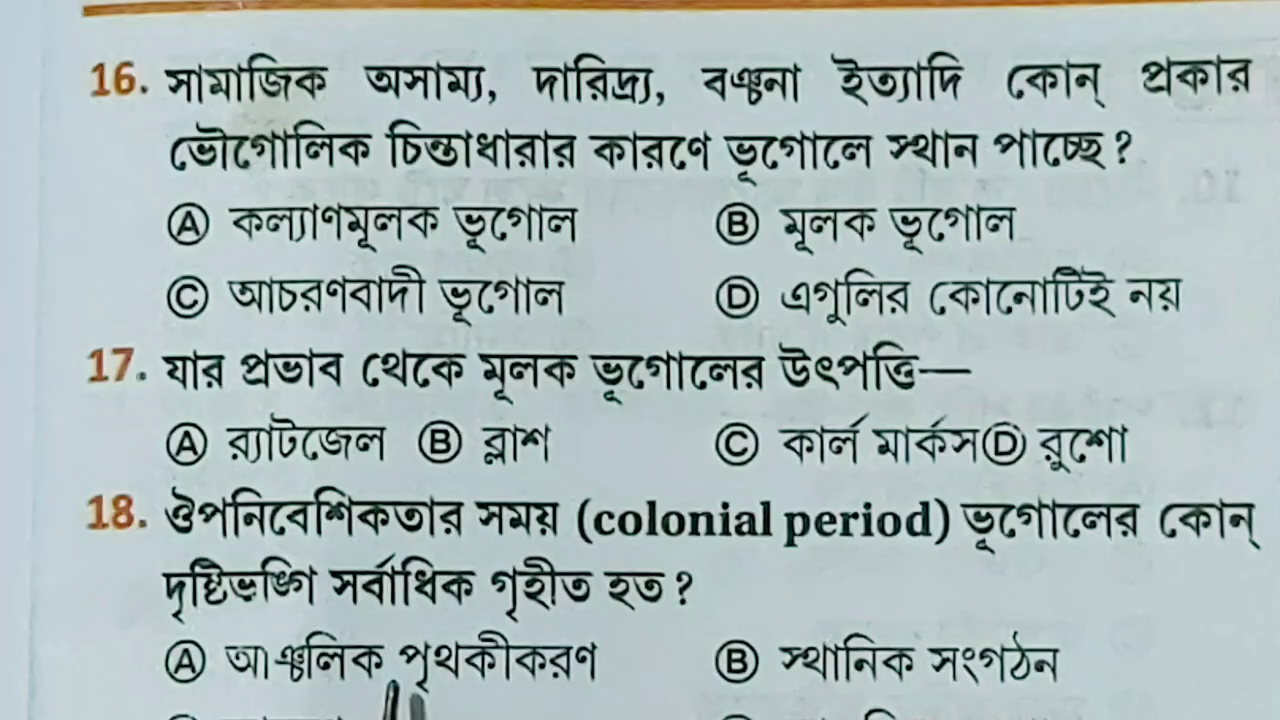 16. সামাজিক অসাম্য, দারিদ্র্য, বঞ্চনা ইত্যাদি কোন্ প্রকার
ভৌগোলিক চিন্তাধারার কারণে ভূগোলে স্থান পাচ্ছে?
Ⓐ কল্যাণমূলক ভূগোল Ⓑ মূলক ভূগোল
Ⓒ আচরণবাদী ভূগোল Ⓓ এগুলির কোনোটিই নয়
17. যার প্রভাব থেকে মূলক ভূগোলের উৎপত্তি—
Ⓐ র‍্যাটজেল Ⓑ ব্লাশ Ⓒ কার্ল মার্কস Ⓓ রুশো
18. ঔপনিবেশিকতার সময় (colonial period) ভূগোলের কোন্
দৃষ্টিভঙ্গি সর্বাধিক গৃহীত হত?
Ⓐ আঞ্চলিক পৃথকীকরণ Ⓑ স্থানিক সংগঠন